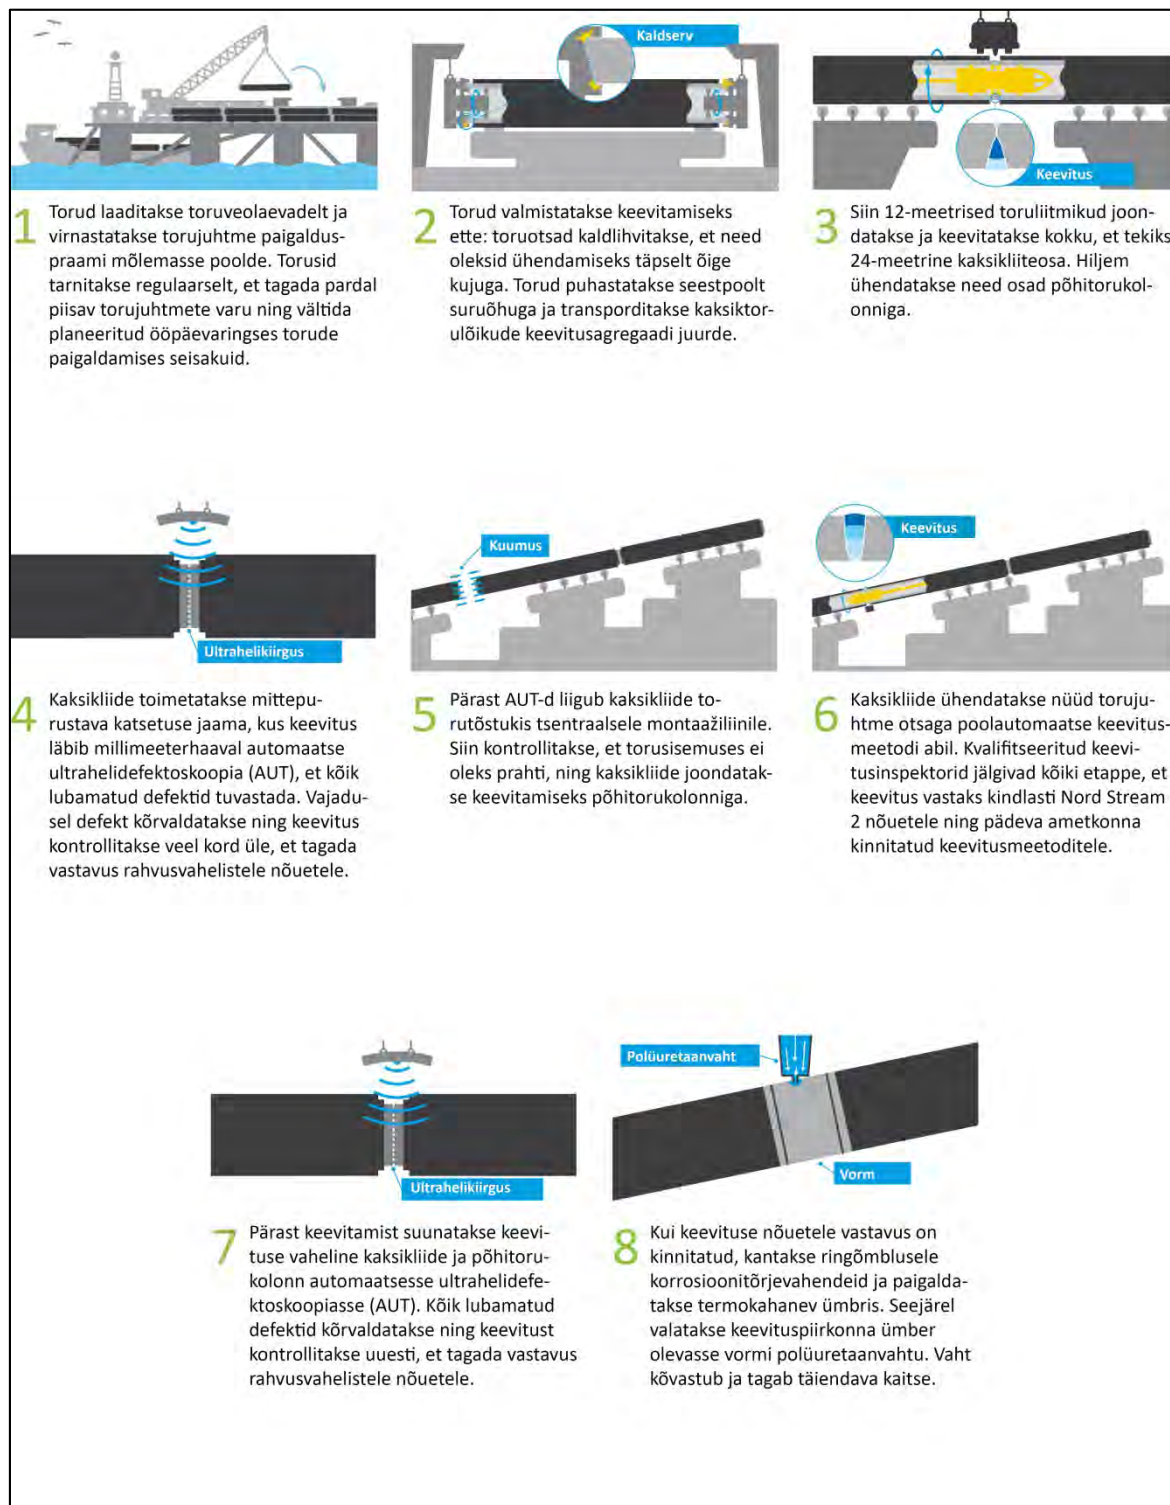 Kaldserv
Keevitus
1
Torud laaditakse toruveolaevadelt ja
virnastatakse torujuhtme paigaldus-
praami mõlemasse poolde. Torusid
tarnitakse regulaarselt, et tagada pardal
piisav torujuhtmete varu ning vältida
planeeritud ööpäevaringses torude
paigaldamises seisakuid.
2
Torud valmistatakse keevitamiseks
ette: toruotsad kaldlihvitakse, et need
oleksid ühendamiseks täpselt õige
kujuga. Torud puhastatakse seestpoolt
suruõhuga ja transporditakse kaksiktor-
ulõikude keevitusagregaadi juurde.
3
Siin 12-meetrised toruliitmikud joon-
datakse ja keevitatakse kokku, et tekiks
24-meetrine kaksikliiteosa. Hiljem
ühendatakse need osad põhitorukol-
onniga.
Ultrahelikiirgus
Kuumus
Keevitus
4
Kaksikliide toimetatakse mittepu-
rustava katsetuse jaama, kus keevitus
läbib millimeeterhaaval automaatse
ultrahelidefektoskoopia (AUT), et kõik
lubamatud defektid tuvastada. Vajadu-
sel defekt kõrvaldatakse ning keevitus
kontrollitakse veel kord üle, et tagada
vastavus rahvusvahelistele nõuetele.
5
Pärast AUT-d liigub kaksikliide to-
rutõstukis tsentraalsele montaažiliinile.
Siin kontrollitakse, et torusisemuses ei
oleks prahti, ning kaksikliide joondatak-
se keevitamiseks põhitorukolonniga.
6
Kaksikliide ühendatakse nüüd toruju-
htme otsaga poolautomaatse keevitus-
meetodi abil. Kvalifitseeritud keevi-
tusinspektorid jälgivad kõiki etappe, et
keevitus vastaks kindlasti Nord Stream
2 nõuetele ning pädeva ametkonna
kinnitatud keevitusmeetoditele.
Ultrahelikiirgus
Polüuretaanvaht
Vorm
7
Pärast keevitamist suunatakse keevi-
tuse vaheline kaksikliide ja põhitoru-
kolonn automaatsesse ultrahelidefe-
ktoskoopiasse (AUT). Kõik lubamatud
defektid kõrvaldatakse ning keevitust
kontrollitakse uuesti, et tagada vastavus
rahvusvahelistele nõuetele.
8
Kui keevituse nõuetele vastavus on
kinnitatud, kantakse ringõmblusele
korrosioonitõrjevahendeid ja paigalda-
takse termokahanev ümbris. Seejärel
valatakse keevituspiirkonna ümber
olevasse vormi polüuretaanvahtu. Vaht
kõvastub ja tagab täiendava kaitse.